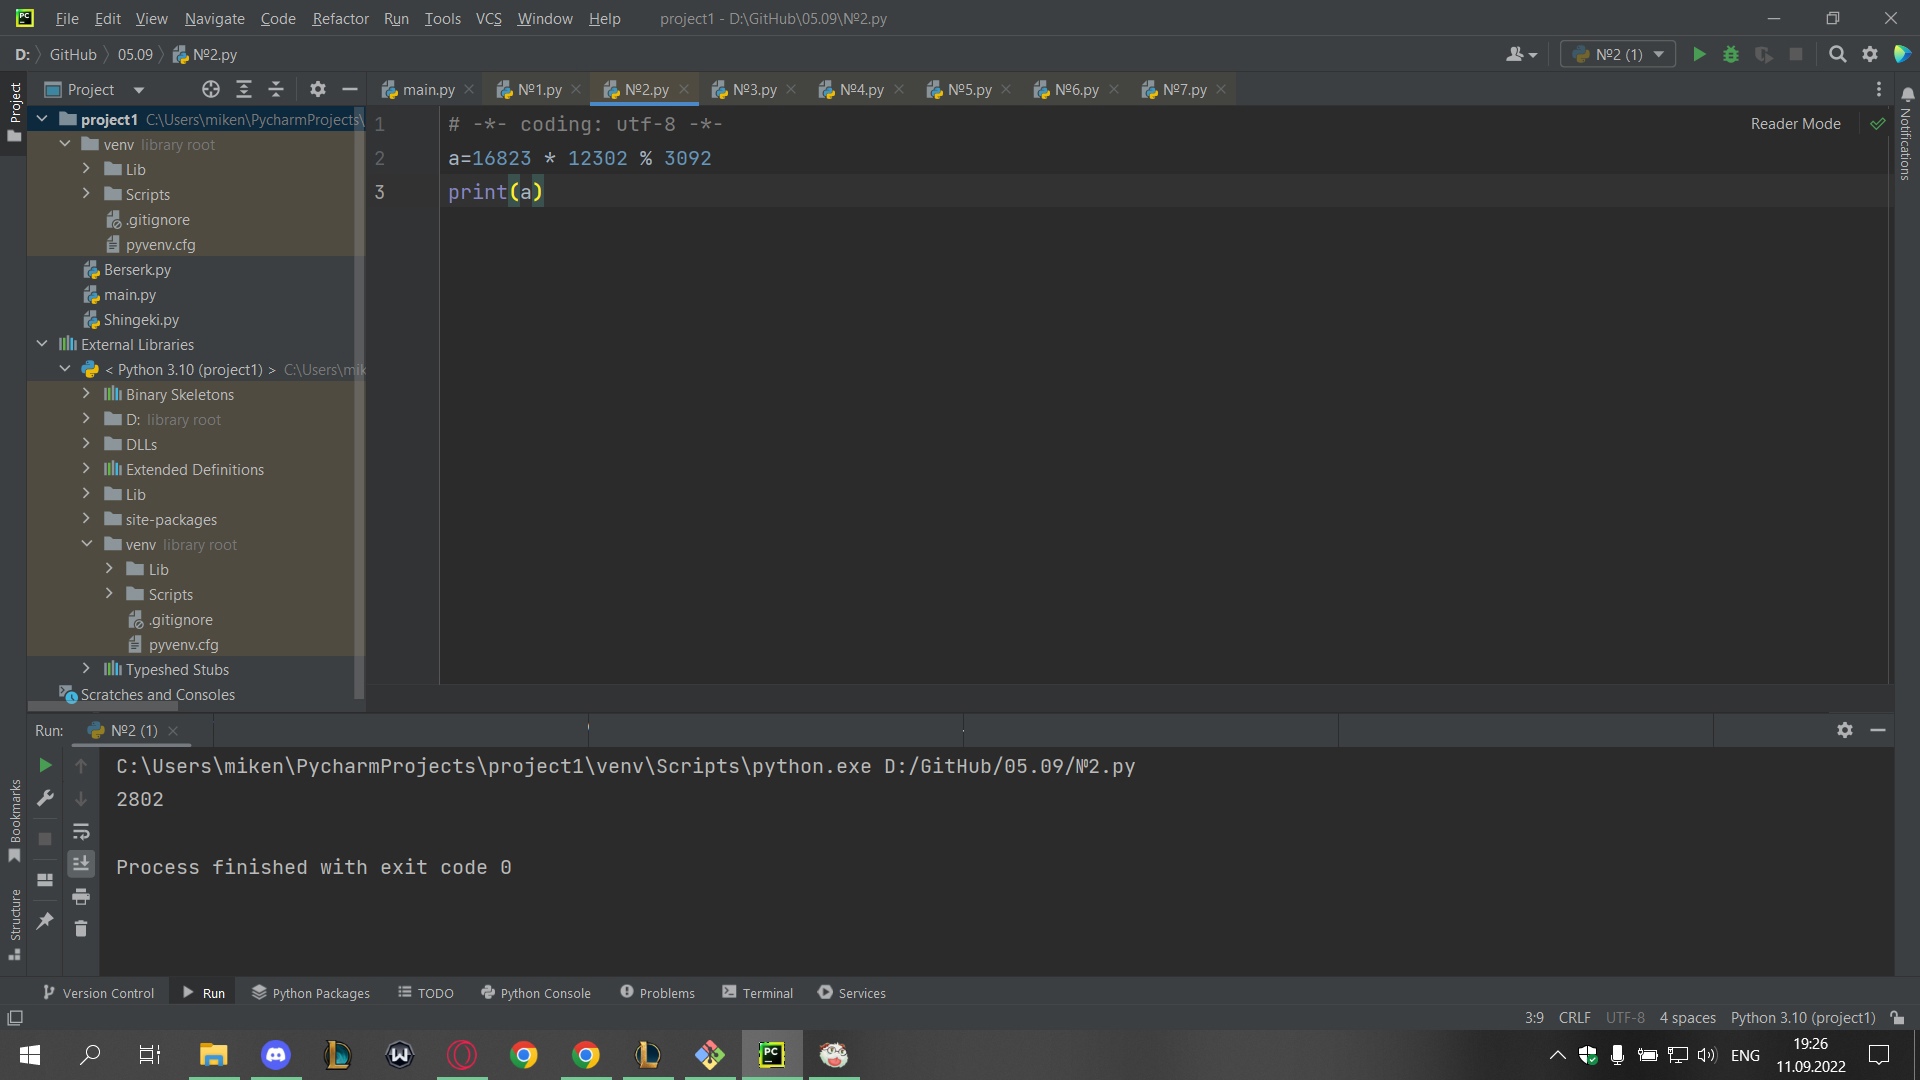 File Edit View Navigate Code Refactor Run Tools VCS Window Help project1 - D:\GitHub\05.09\№2.py
D: GitHub 05.09 №2.py №2 (1)
Project main.py №1.py №2.py №3.py №4.py №5.py №6.py №7.py
Project
Notifications
project1 C:\Users\miken\PycharmProjects\
venv library root
Lib
Scripts
.gitignore
pyvenv.cfg
Berserk.py
main.py
Shingeki.py
External Libraries
< Python 3.10 (project1) > C:\Users\mik
Binary Skeletons
D: library root
DLLs
Extended Definitions
Lib
site-packages
venv library root
Lib
Scripts
.gitignore
pyvenv.cfg
Typeshed Stubs
Scratches and Consoles
1 # -*- coding: utf-8 -*-
2 a=16823 * 12302 % 3092
3 print(a)
Reader Mode
Run: №2 (1)
C:\Users\miken\PycharmProjects\project1\venv\Scripts\python.exe D:/GitHub/05.09/№2.py
2802
Process finished with exit code 0
Bookmarks
Structure
Version Control Run Python Packages TODO Python Console Problems Terminal Services
3:9 CRLF UTF-8 4 spaces Python 3.10 (project1)
PC
ENG 19:26
11.09.2022